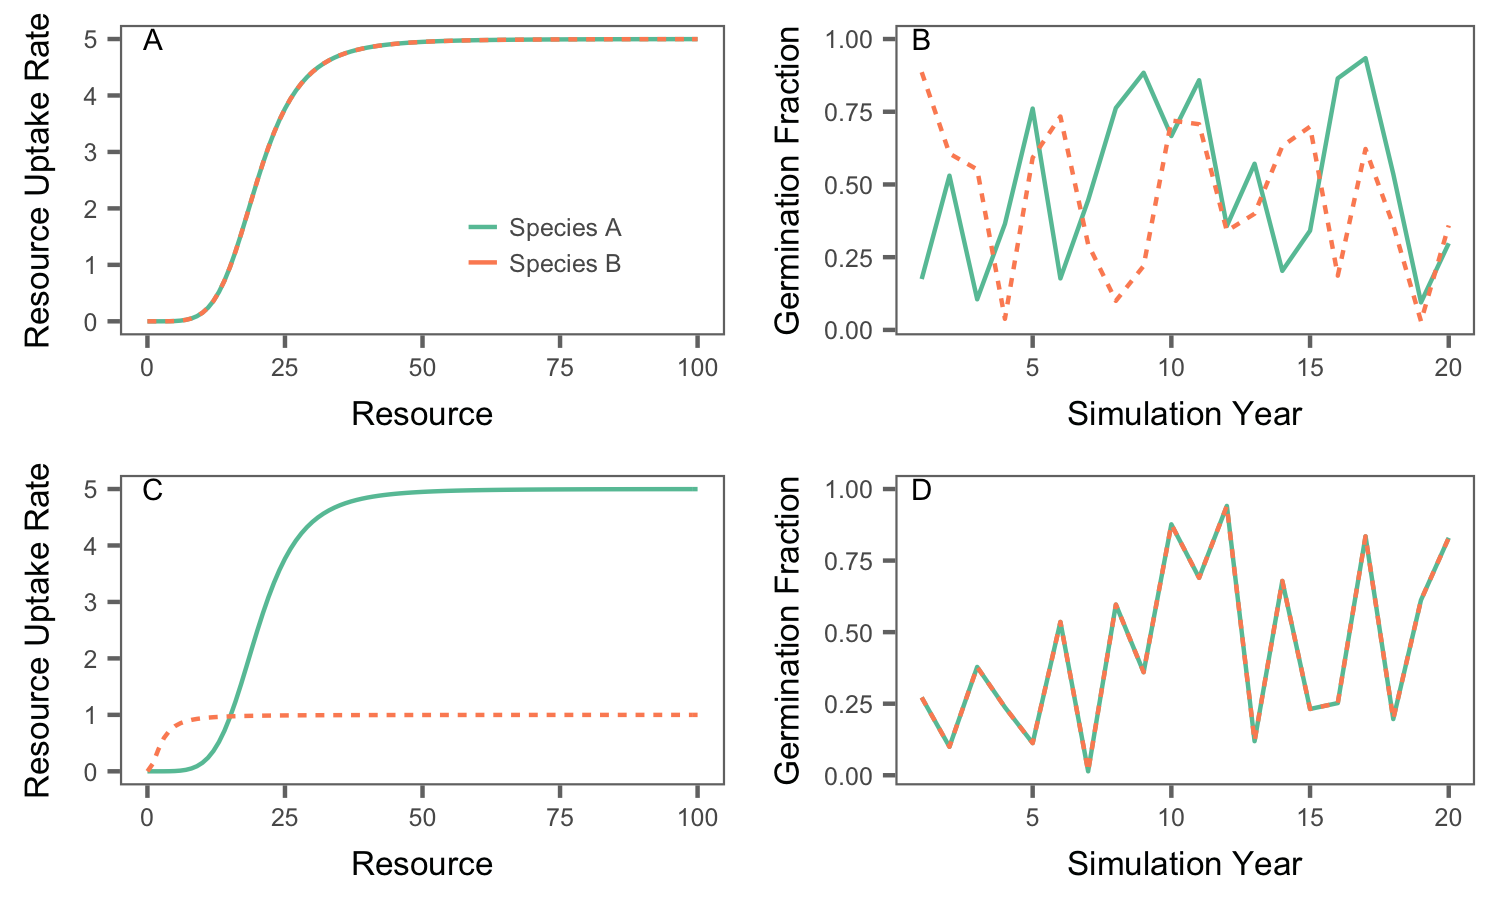 A
Resource Uptake Rate
5
4
3
2
1
0
Species A
Species B
0 25 50 75 100
Resource
B
Germination Fraction
1.00
0.75
0.50
0.25
0.00
5 10 15 20
Simulation Year
C
Resource Uptake Rate
5
4
3
2
1
0
0 25 50 75 100
Resource
D
Germination Fraction
1.00
0.75
0.50
0.25
0.00
5 10 15 20
Simulation Year